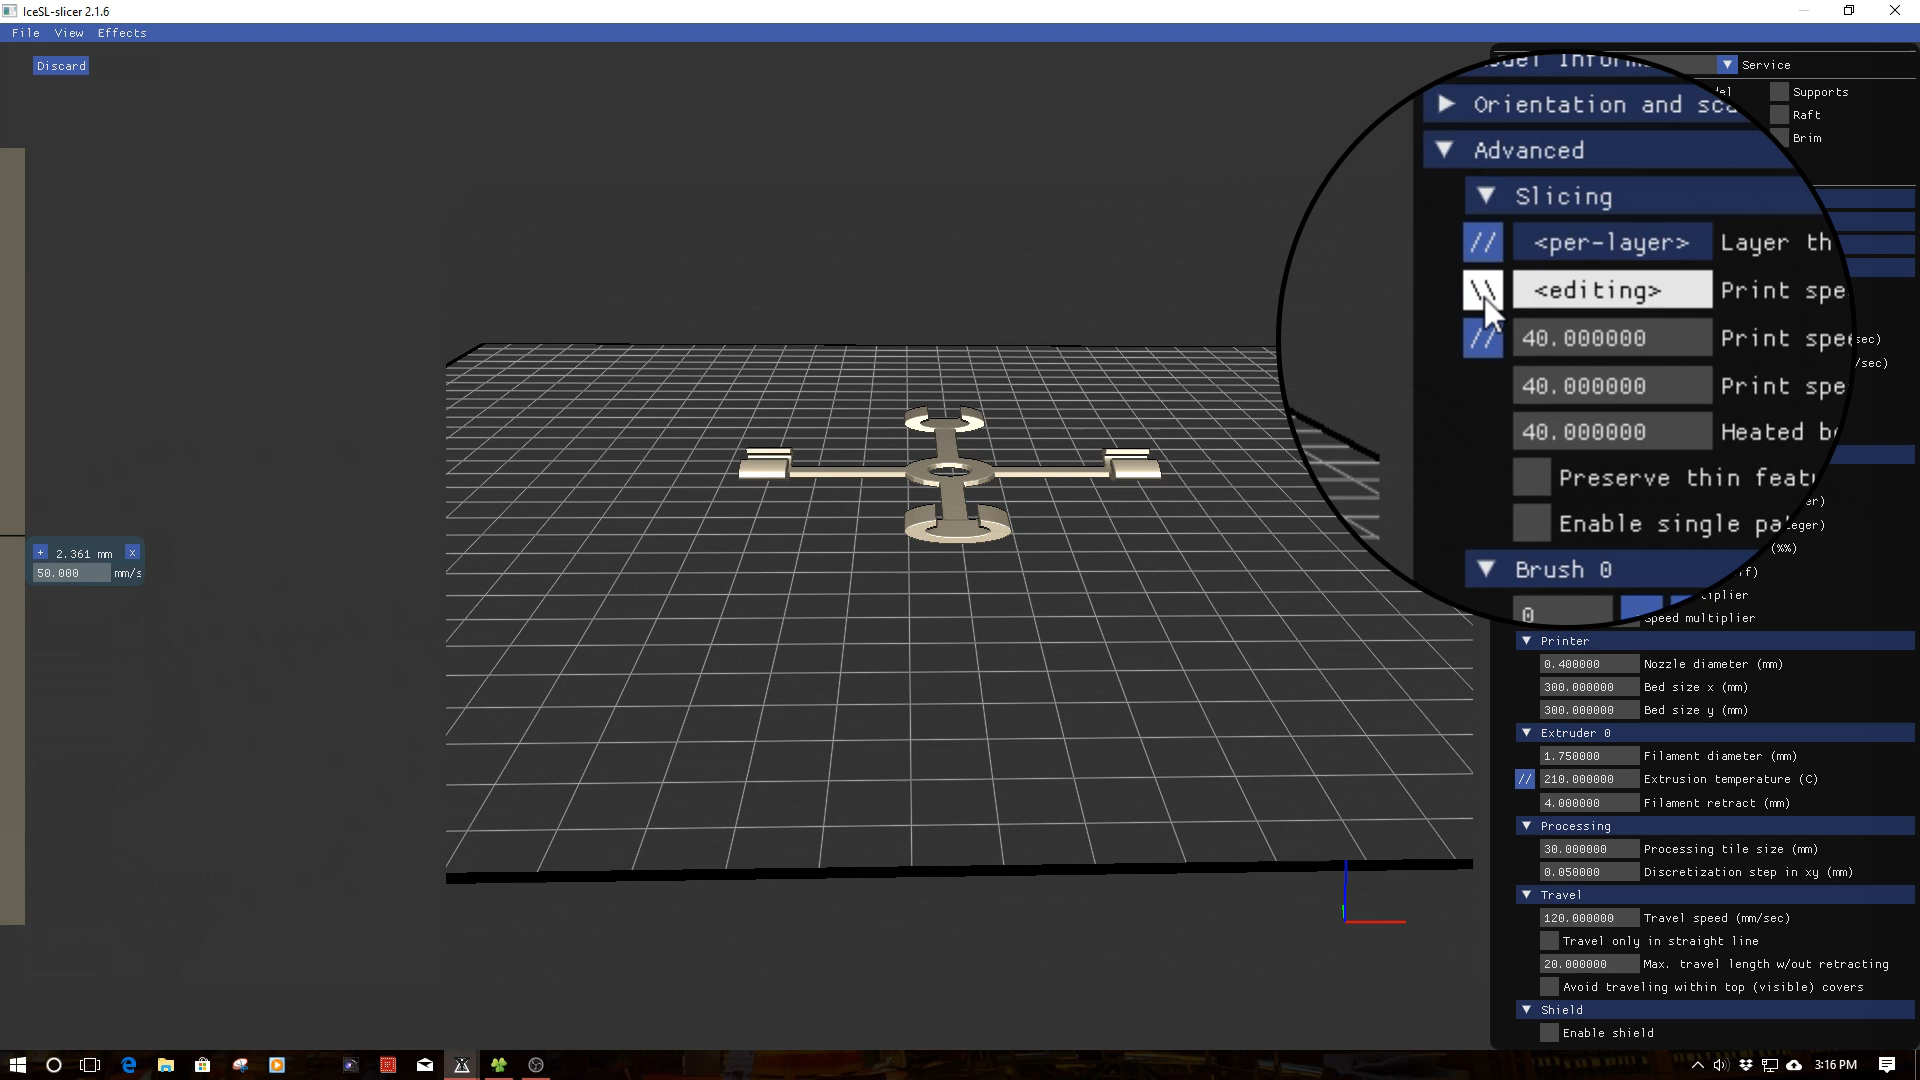 IceSL-slicer 2.1.6
File View Effects
Discard
Service
Supports
Raft
Brim
Orientation and sca
Advanced
Slicing
// <per-layer> Layer th
\\ <editing> Print spe
// 40.000000 Print spe
40.000000 Print spe
40.000000 Heated b
Preserve thin feat
Enable single pa
sec)
/sec)
er)
eger)
(%%)
if)
Brush 0
0
tiplier
Speed multiplier
+ 2.361 mm x
50.000 mm/s
Printer
0.400000 Nozzle diameter (mm)
300.000000 Bed size x (mm)
300.000000 Bed size y (mm)
Extruder 0
1.750000 Filament diameter (mm)
// 210.000000 Extrusion temperature (C)
4.000000 Filament retract (mm)
Processing
30.000000 Processing tile size (mm)
0.050000 Discretization step in xy (mm)
Travel
120.000000 Travel speed (mm/sec)
Travel only in straight line
20.000000 Max. travel length w/out retracting
Avoid traveling within top (visible) covers
Shield
Enable shield
3:16 PM